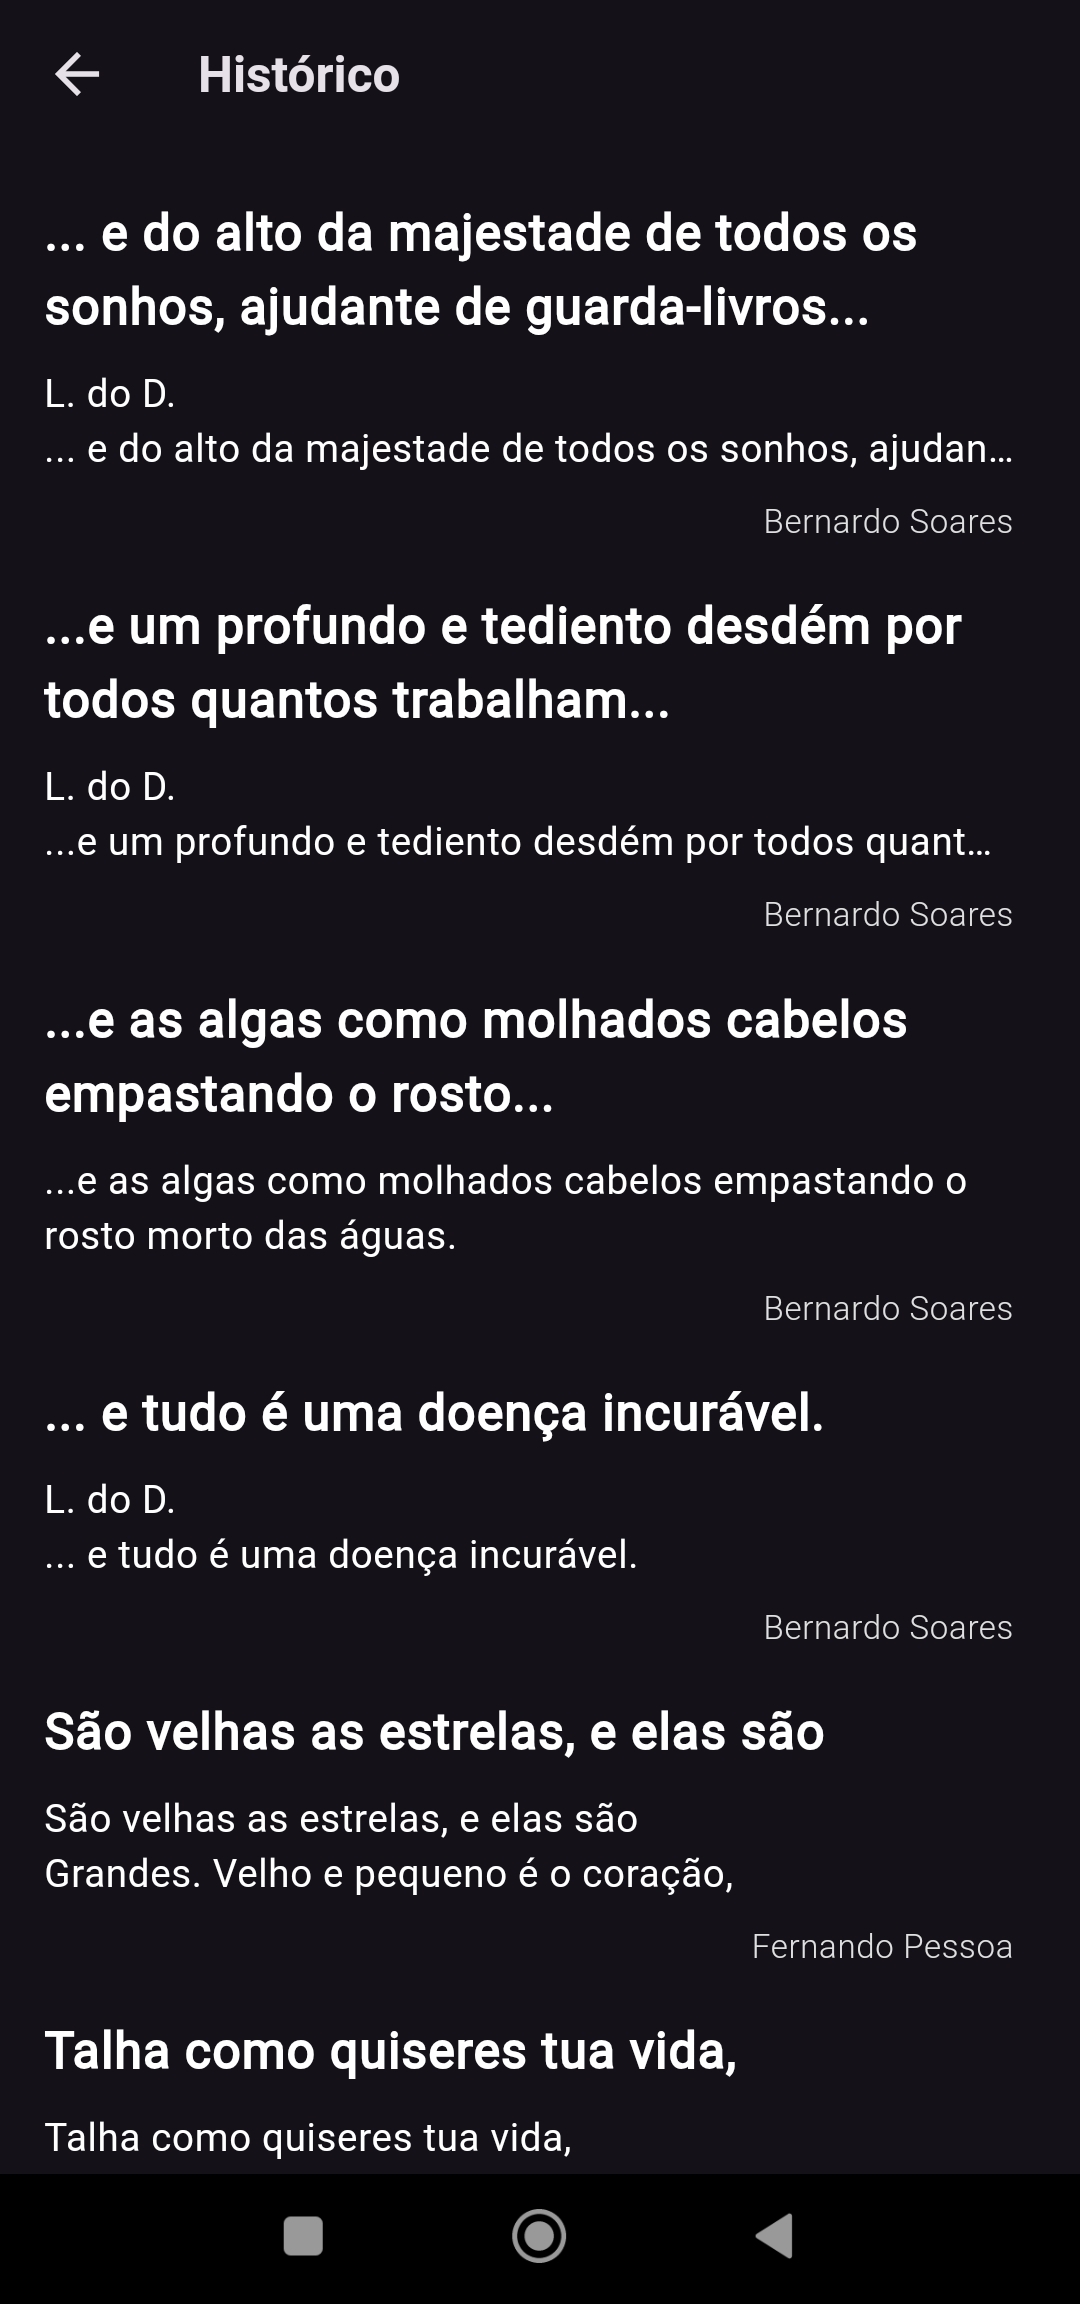 Histórico
... e do alto da majestade de todos os
sonhos, ajudante de guarda-livros...
L. do D.
... e do alto da majestade de todos os sonhos, ajudan...
Bernardo Soares
...e um profundo e tediento desdém por
todos quantos trabalham...
L. do D.
...e um profundo e tediento desdém por todos quant...
Bernardo Soares
...e as algas como molhados cabelos
empastando o rosto...
...e as algas como molhados cabelos empastando o
rosto morto das águas.
Bernardo Soares
... e tudo é uma doença incurável.
L. do D.
... e tudo é uma doença incurável.
Bernardo Soares
São velhas as estrelas, e elas são
São velhas as estrelas, e elas são
Grandes. Velho e pequeno é o coração,
Fernando Pessoa
Talha como quiseres tua vida,
Talha como quiseres tua vida,